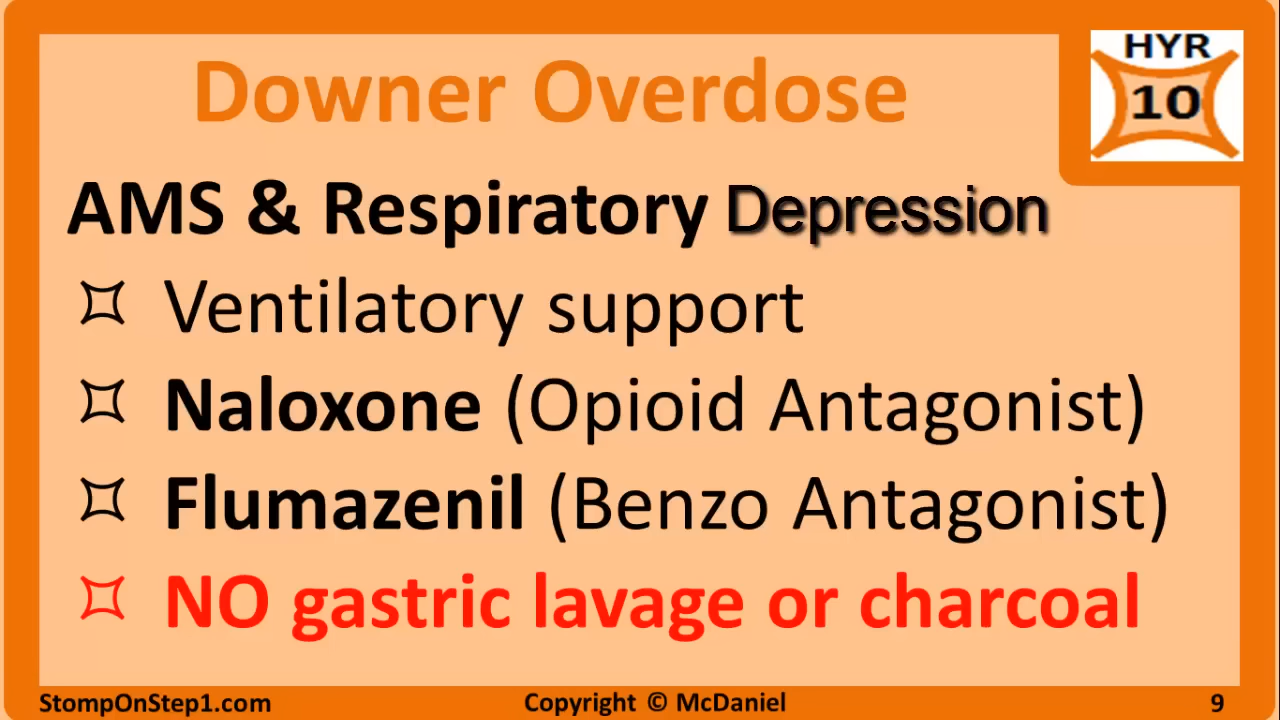 HYR
10
Downer Overdose
AMS & Respiratory Depression
Ventilatory support
Naloxone (Opioid Antagonist)
Flumazenil (Benzo Antagonist)
NO gastric lavage or charcoal
StompOnStep1.com
Copyright © McDaniel
9